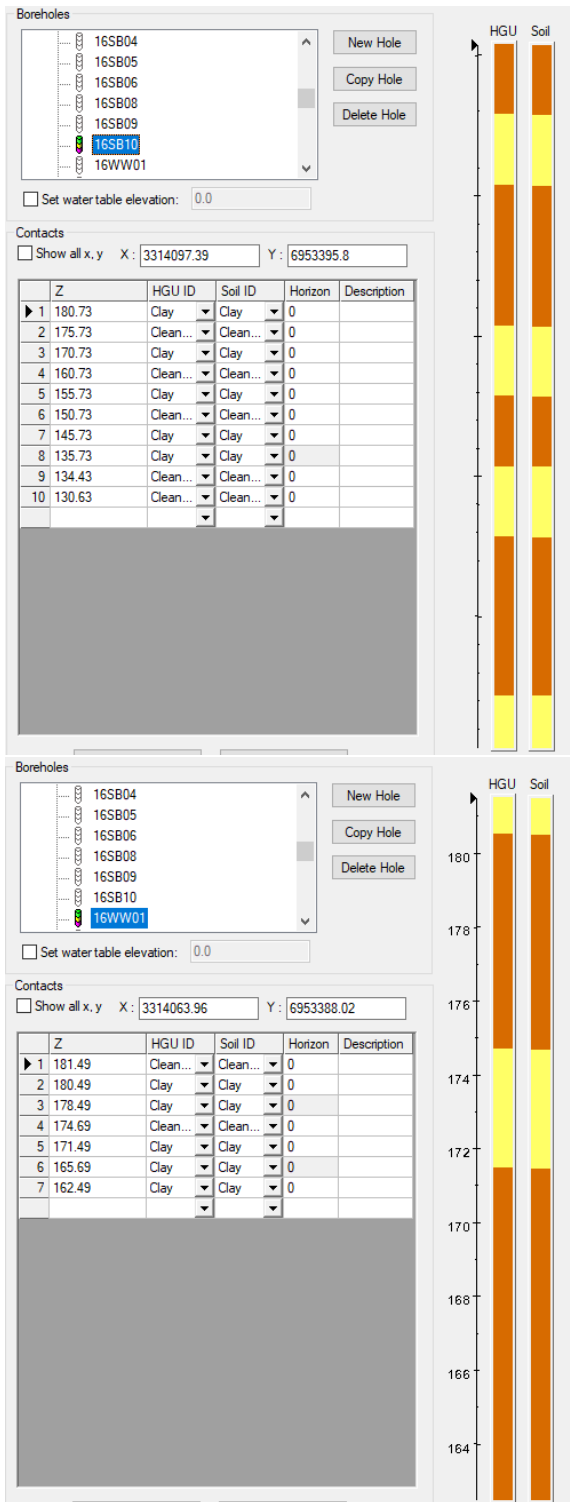 Boreholes
16SB04
16SB05
16SB06
16SB08
16SB09
16SB10
16WW01
New Hole
Copy Hole
Delete Hole
Set water table elevation: 0.0
Contacts
Show all x, y X : 3314097.39 Y : 6953395.8
Z HGU ID Soil ID Horizon Description
1 180.73 Clay Clay 0
2 175.73 Clean... Clean... 0
3 170.73 Clay Clay 0
4 160.73 Clean... Clean... 0
5 155.73 Clay Clay 0
6 150.73 Clean... Clean... 0
7 145.73 Clay Clay 0
8 135.73 Clay Clay 0
9 134.43 Clean... Clean... 0
10 130.63 Clean... Clean... 0
HGU Soil
Boreholes
16SB04
16SB05
16SB06
16SB08
16SB09
16SB10
16WW01
New Hole
Copy Hole
Delete Hole
Set water table elevation: 0.0
Contacts
Show all x, y X : 3314063.96 Y : 6953388.02
Z HGU ID Soil ID Horizon Description
1 181.49 Clean... Clean... 0
2 180.49 Clay Clay 0
3 178.49 Clay Clay 0
4 174.69 Clean... Clean... 0
5 171.49 Clay Clay 0
6 165.69 Clay Clay 0
7 162.49 Clay Clay 0
HGU Soil
180
178
176
174
172
170
168
166
164